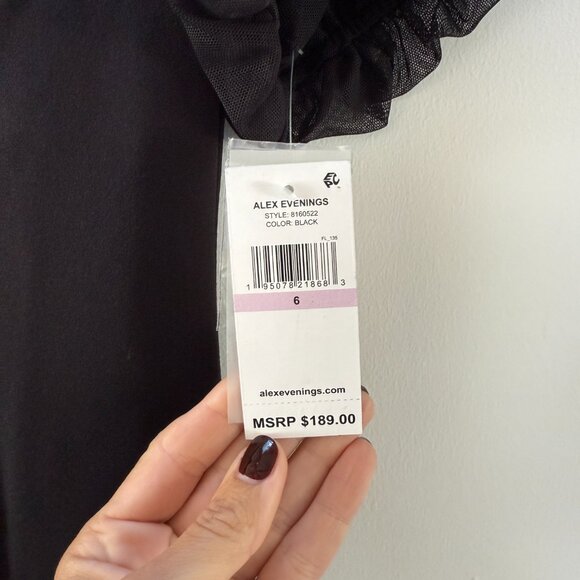 ALEX EVENINGS
STYLE: 8160522
COLOR: BLACK
FL_136
1 95078 21868 3
6
alexevenings.com
MSRP $189.00